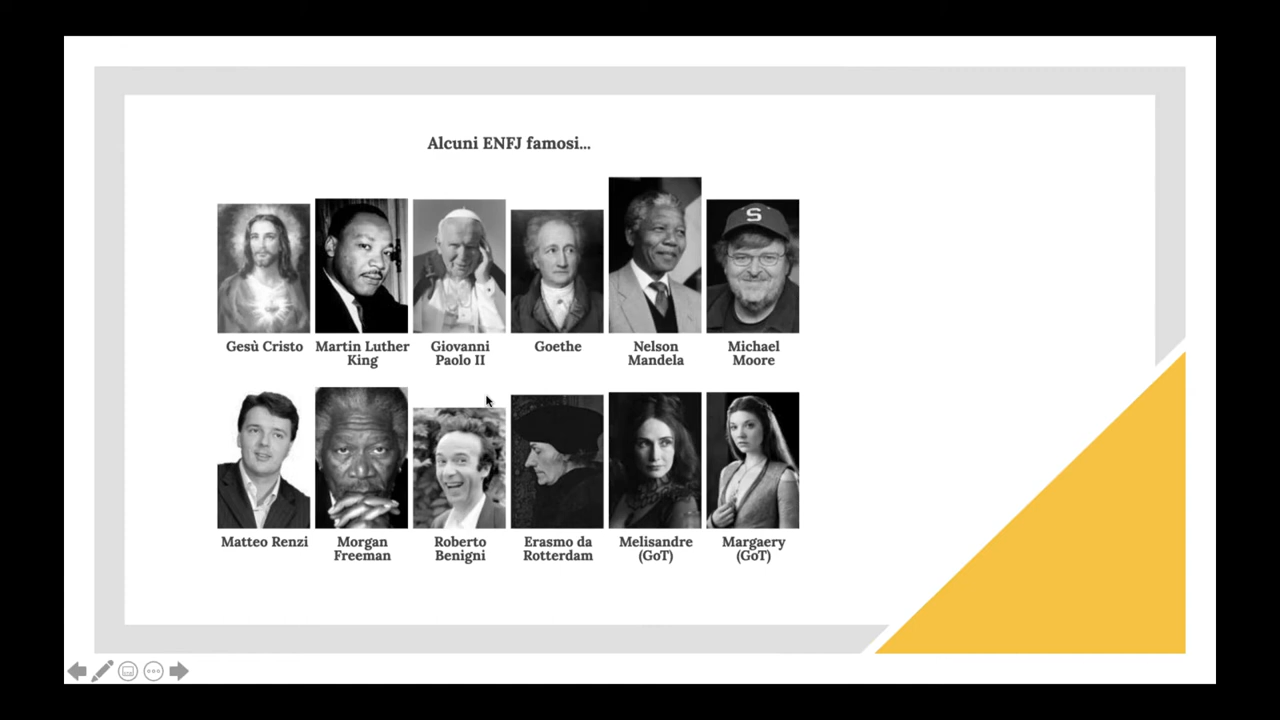 Alcuni ENFJ famosi...
S
Gesù Cristo
Martin Luther
King
Giovanni
Paolo II
Goethe
Nelson
Mandela
Michael
Moore
Matteo Renzi
Morgan
Freeman
Roberto
Benigni
Erasmo da
Rotterdam
Melisandre
(GoT)
Margaery
(GoT)